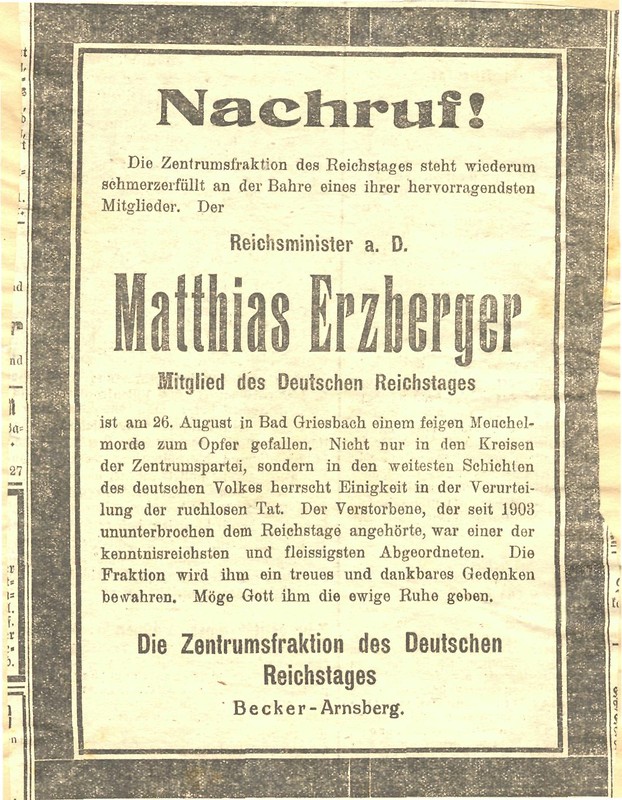 Nachruf!
Die Zentrumsfraktion des Reichstages steht wiederum
schmerzerfüllt an der Bahre eines ihrer hervorragendsten
Mitglieder. Der
Reichsminister a. D.
Matthias Erzberger
Mitglied des Deutschen Reichstages
ist am 26. August in Bad Griesbach einem feigen Meuchel-
morde zum Opfer gefallen. Nicht nur in den Kreisen
der Zentrumspartei, sondern in den weitesten Schichten
des deutschen Volkes herrscht Einigkeit in der Verurtei-
lung der ruchlosen Tat. Der Verstorbene, der seit 1903
ununterbrochen dem Reichstage angehörte, war einer der
kenntnisreichsten und fleissigsten Abgeordneten. Die
Fraktion wird ihm ein treues und dankbares Gedenken
bewahren. Möge Gott ihm die ewige Ruhe geben.
Die Zentrumsfraktion des Deutschen
Reichstages
Becker-Arnsberg.
27